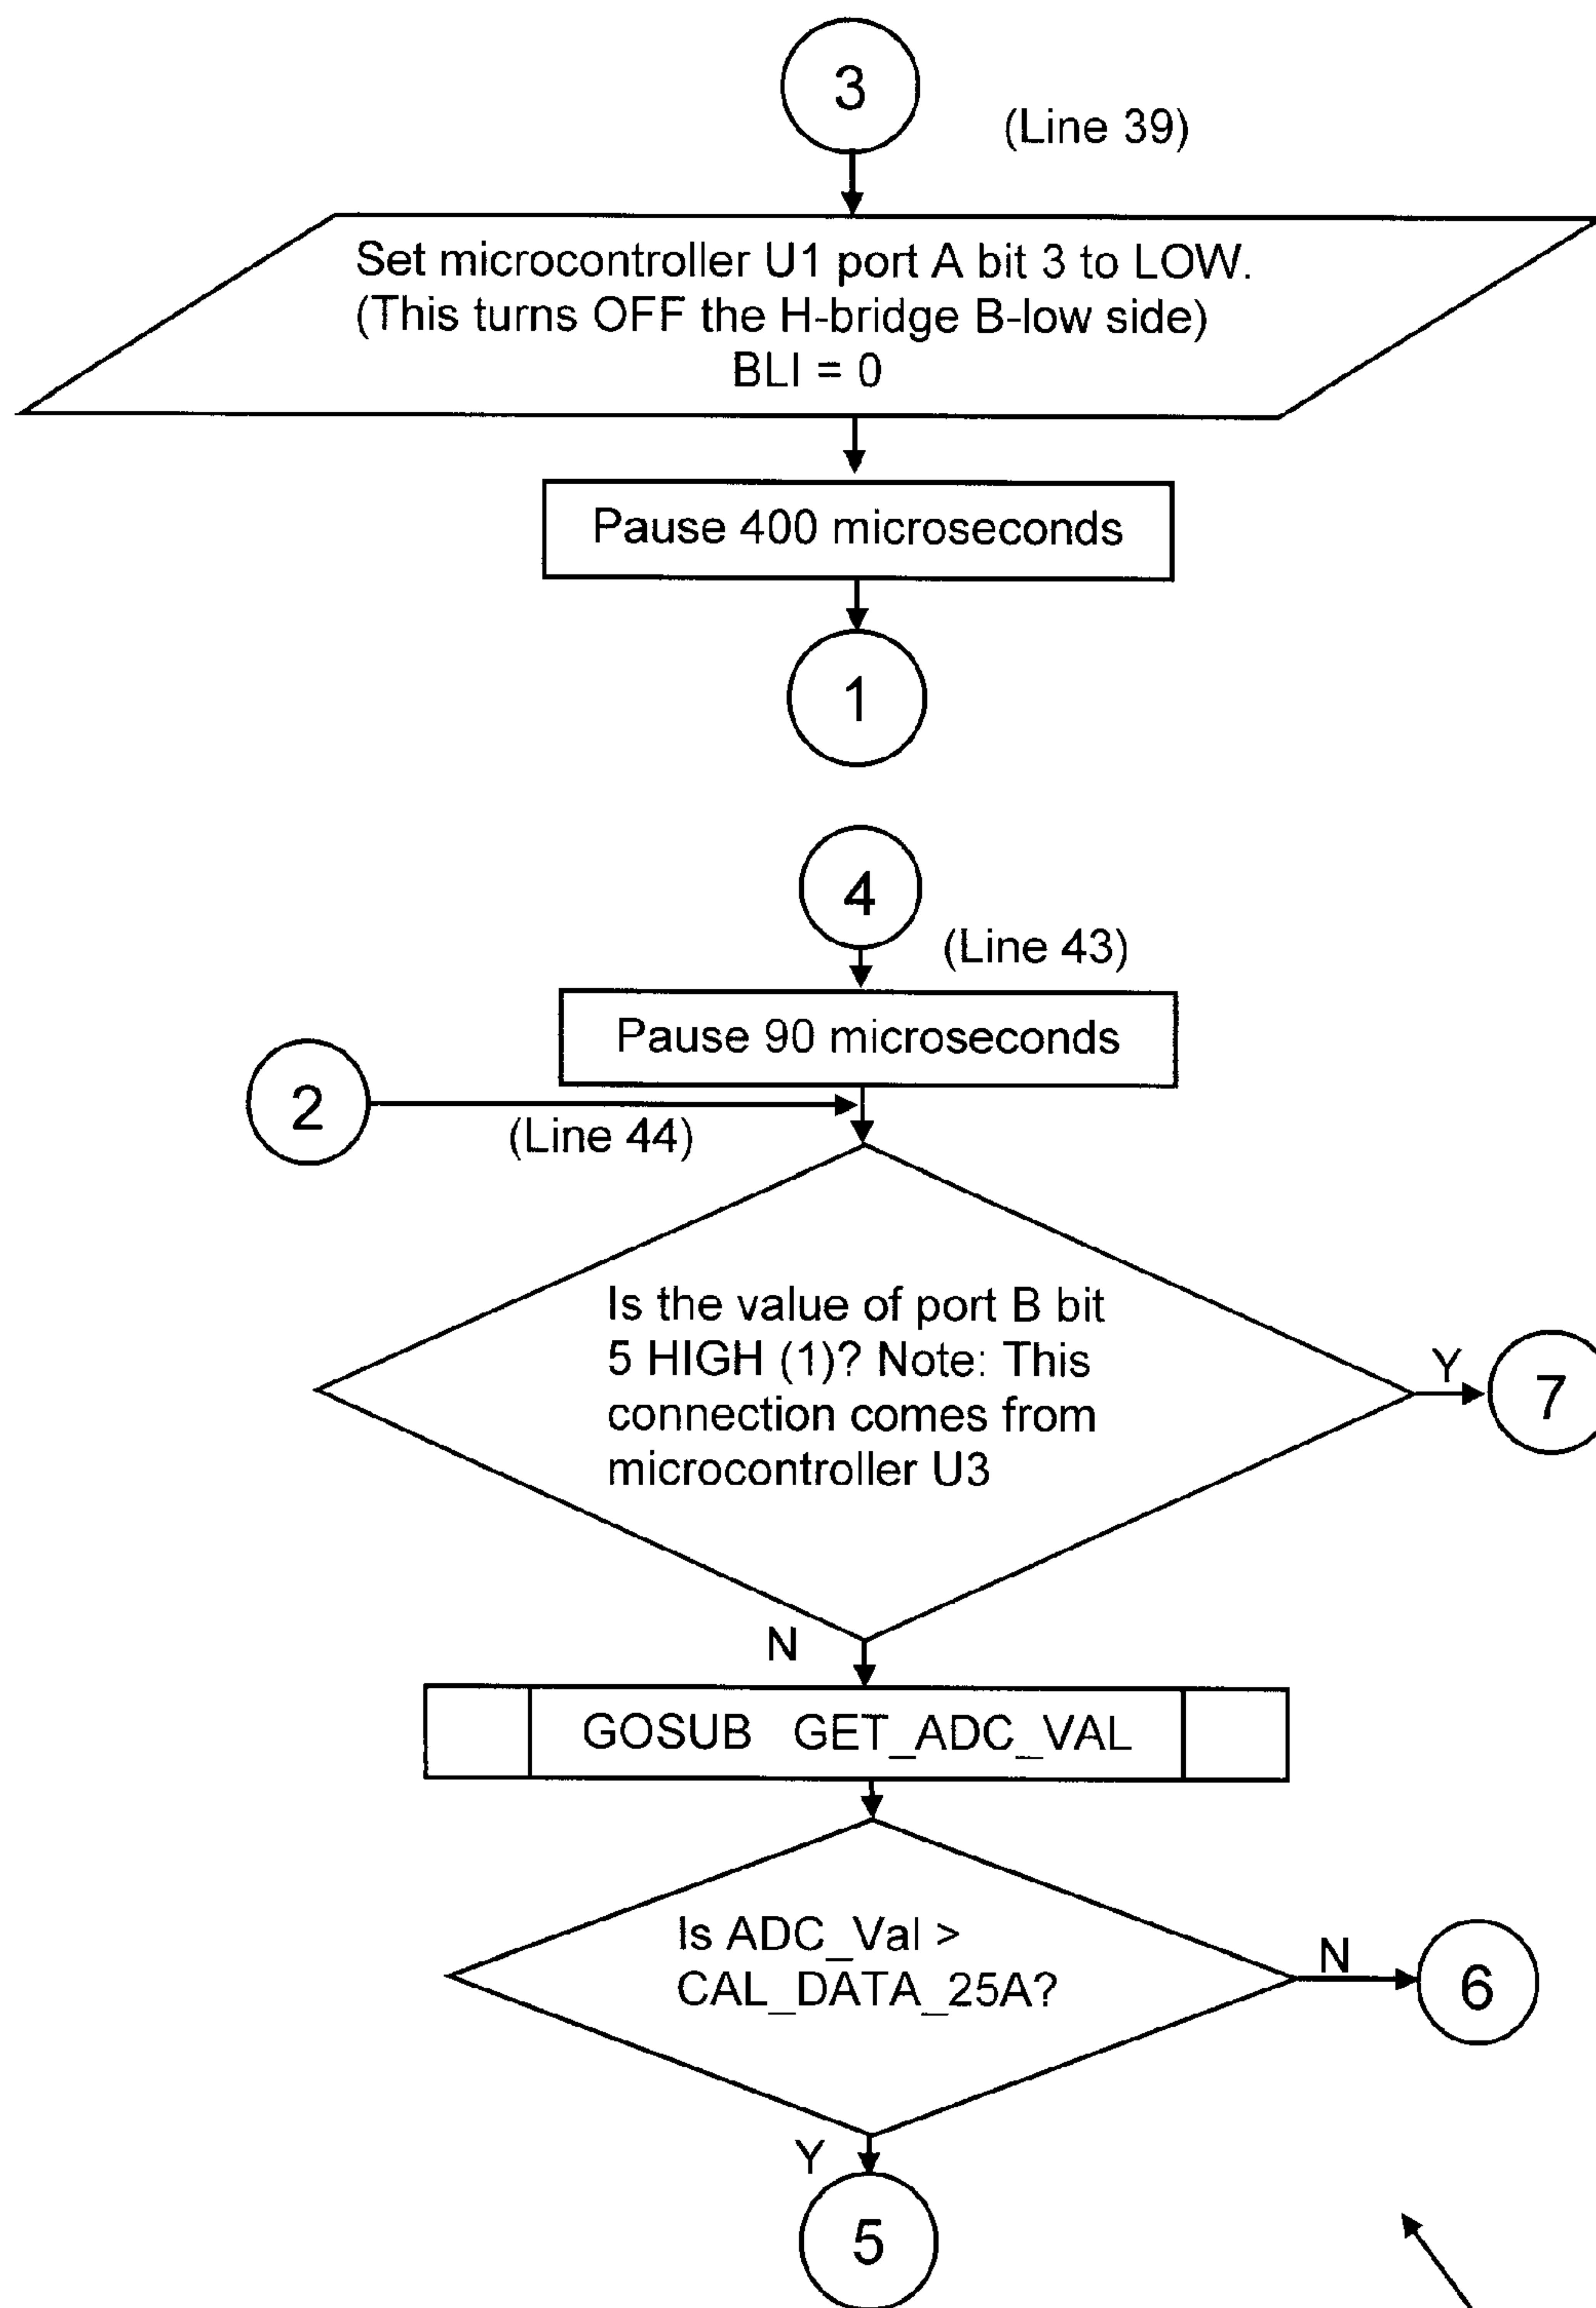 3
(Line 39)
Set microcontroller U1 port A bit 3 to LOW.
(This turns OFF the H-bridge B-low side)
BLI = 0
Pause 400 microseconds
1
4
(Line 43)
Pause 90 microseconds
2
(Line 44)
Is the value of port B bit
5 HIGH (1)? Note: This
connection comes from
microcontroller U3
Y
7
N
GOSUB GET_ADC_VAL
Is ADC_Val >
CAL_DATA_25A?
N
6
Y
5